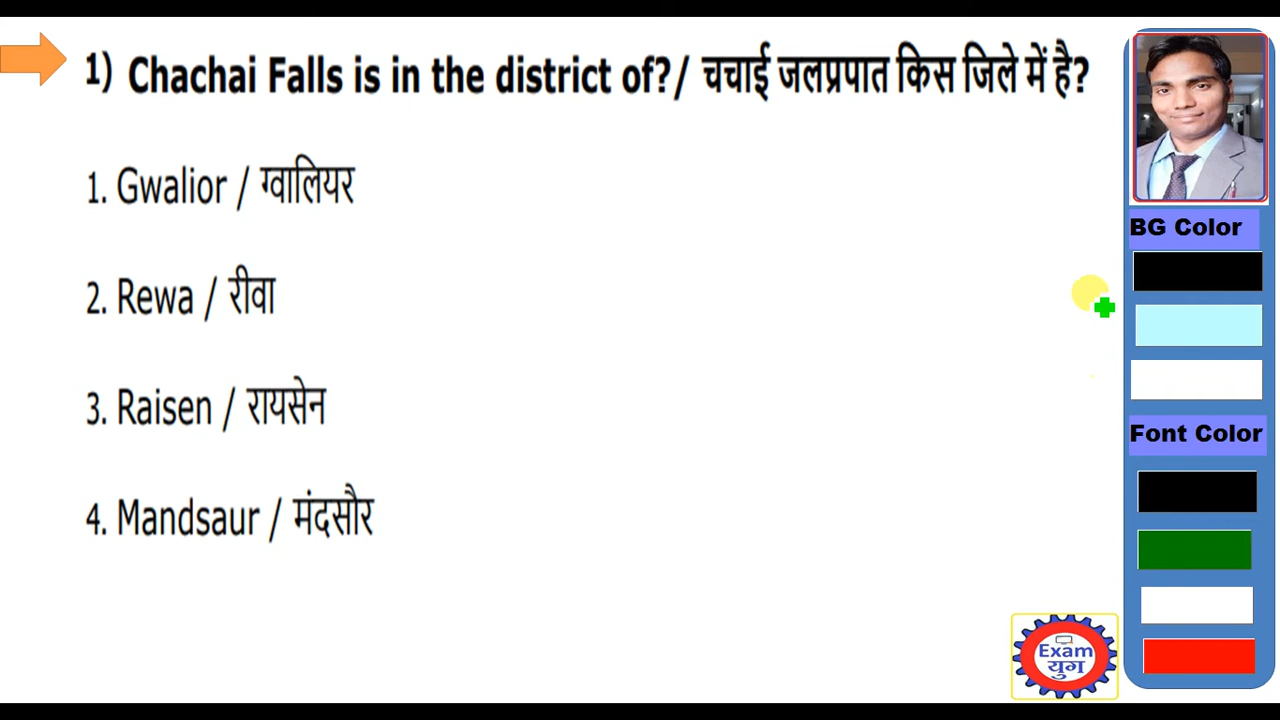 1) Chachai Falls is in the district of?/ चचाई जलप्रपात किस जिले में है?
1. Gwalior / ग्वालियर
2. Rewa / रीवा
3. Raisen / रायसेन
4. Mandsaur / मंदसौर
BG Color
Font Color
Exam
युग